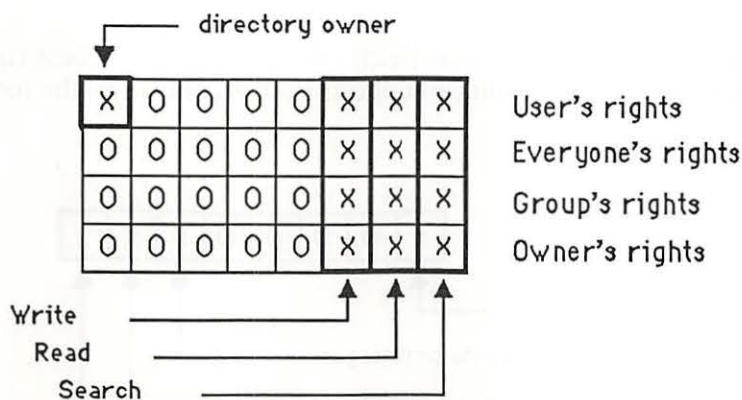 directory owner
X 0 0 0 0 X X X User's rights
0 0 0 0 0 X X X Everyone's rights
0 0 0 0 0 X X X Group's rights
0 0 0 0 0 X X X Owner's rights
Write
Read
Search